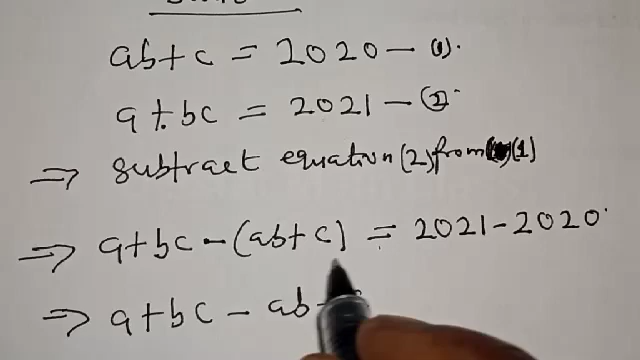 ab+c = 2020 — (1).
a+bc = 2021 — (2).
⇒ subtract equation (2) from (1)
⇒ a+bc - (ab+c) = 2021 - 2020
⇒ a+bc - ab -